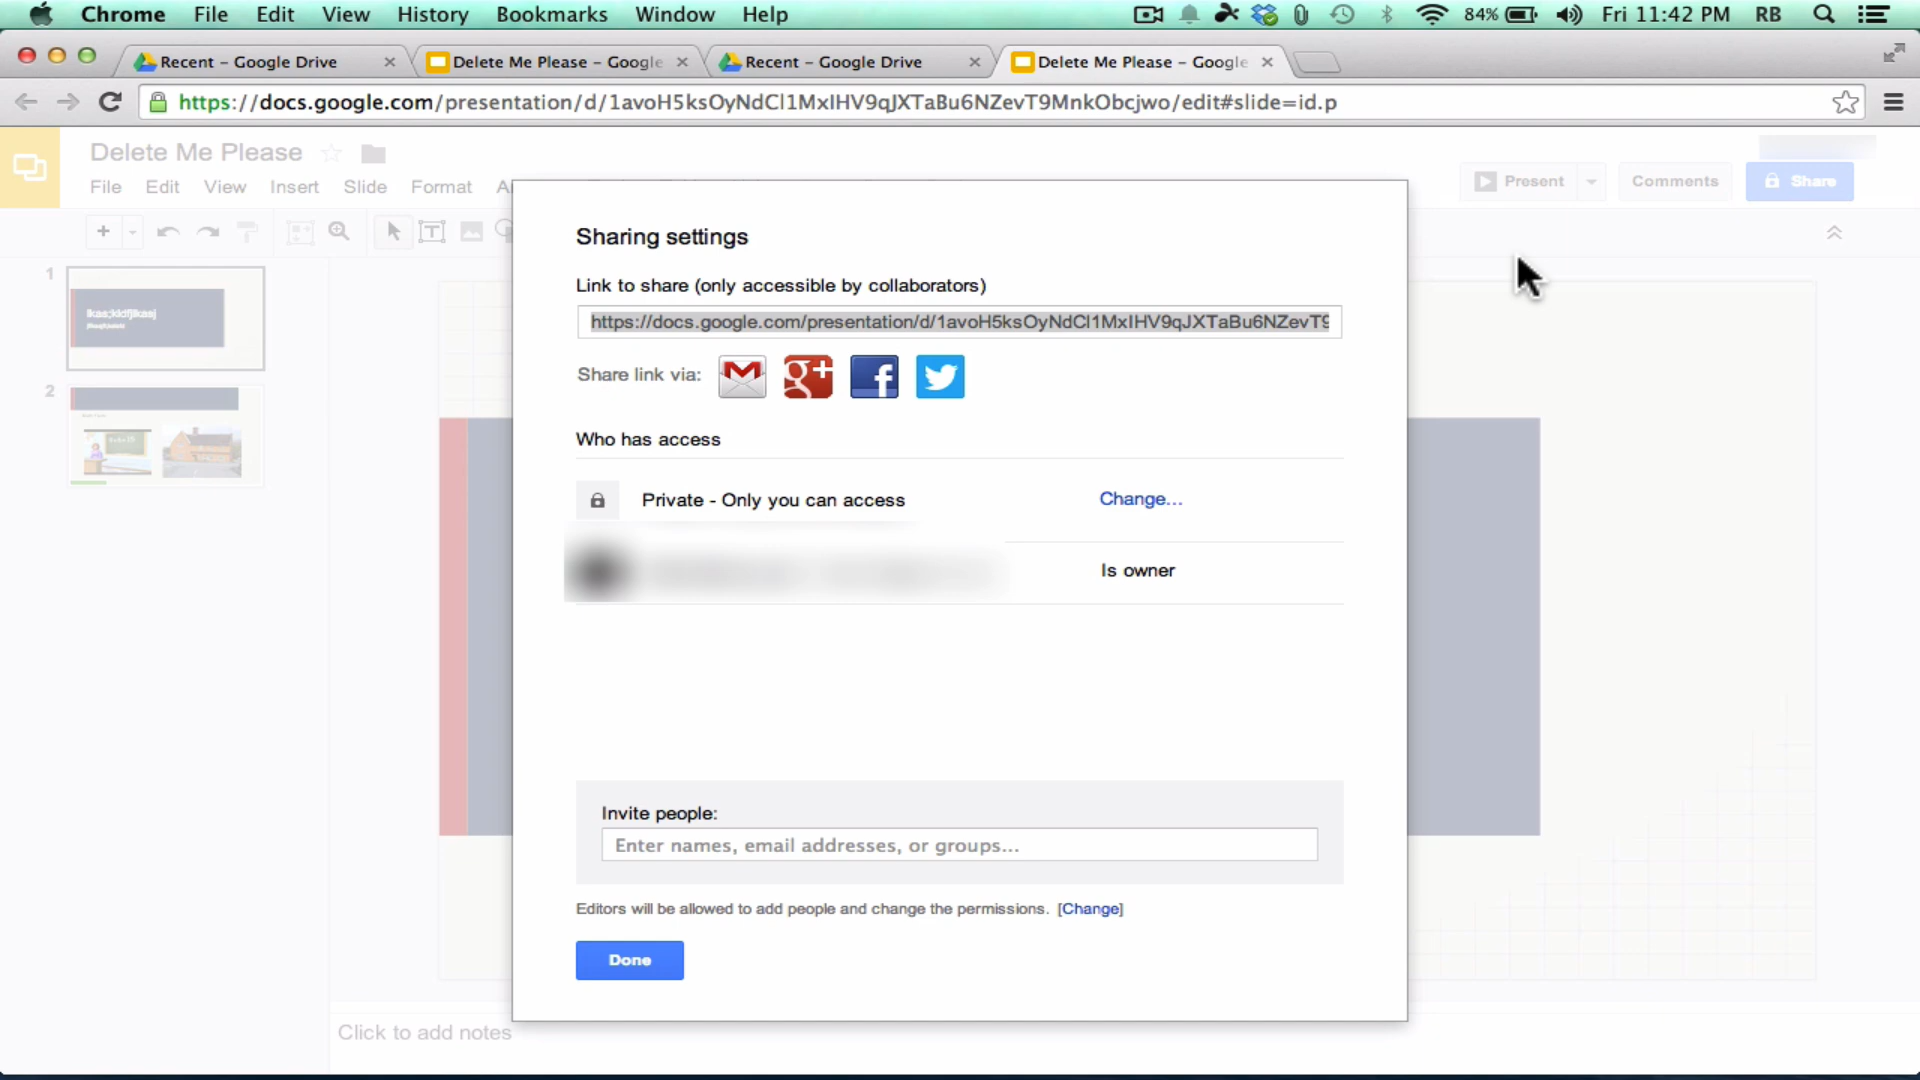 Chrome File Edit View History Bookmarks Window Help 84% Fri 11:42 PM RB
Recent – Google Drive Delete Me Please – Google Recent – Google Drive Delete Me Please – Google
https://docs.google.com/presentation/d/1avoH5ksOyNdCl1MxIHV9qJXTaBu6NZevT9MnkObcjwo/edit#slide=id.p
Delete Me Please
File Edit View Insert Slide Format
Present Comments Share
Sharing settings
Link to share (only accessible by collaborators)
https://docs.google.com/presentation/d/1avoH5ksOyNdCl1MxIHV9qJXTaBu6NZevT9
Share link via:
Who has access
Private - Only you can access Change...
Is owner
Invite people:
Enter names, email addresses, or groups...
Editors will be allowed to add people and change the permissions. [Change]
Done
1
lkas;kldfjlkasj
2
Click to add notes